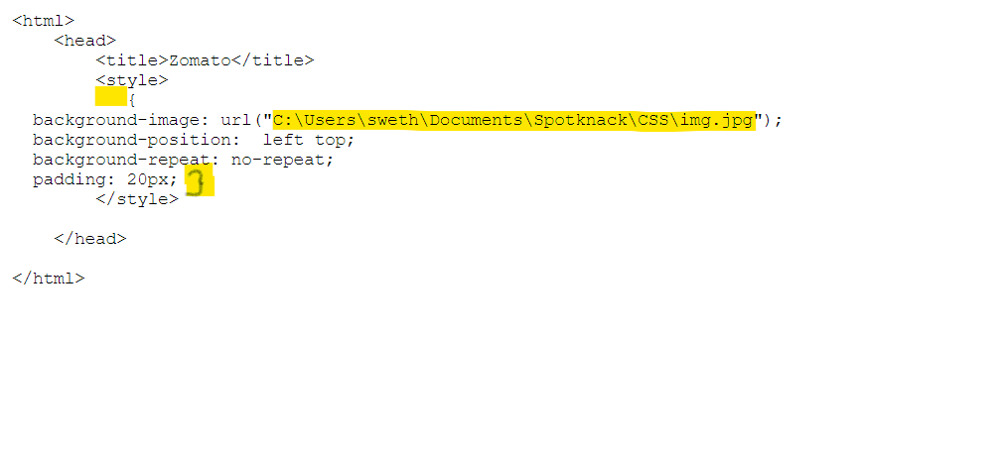 <html>
<head>
<title>Zomato</title>
<style>
{
background-image: url("C:\Users\sweth\Documents\Spotknack\CSS\img.jpg");
background-position:  left top;
background-repeat: no-repeat;
padding: 20px; }
</style>
</head>
</html>